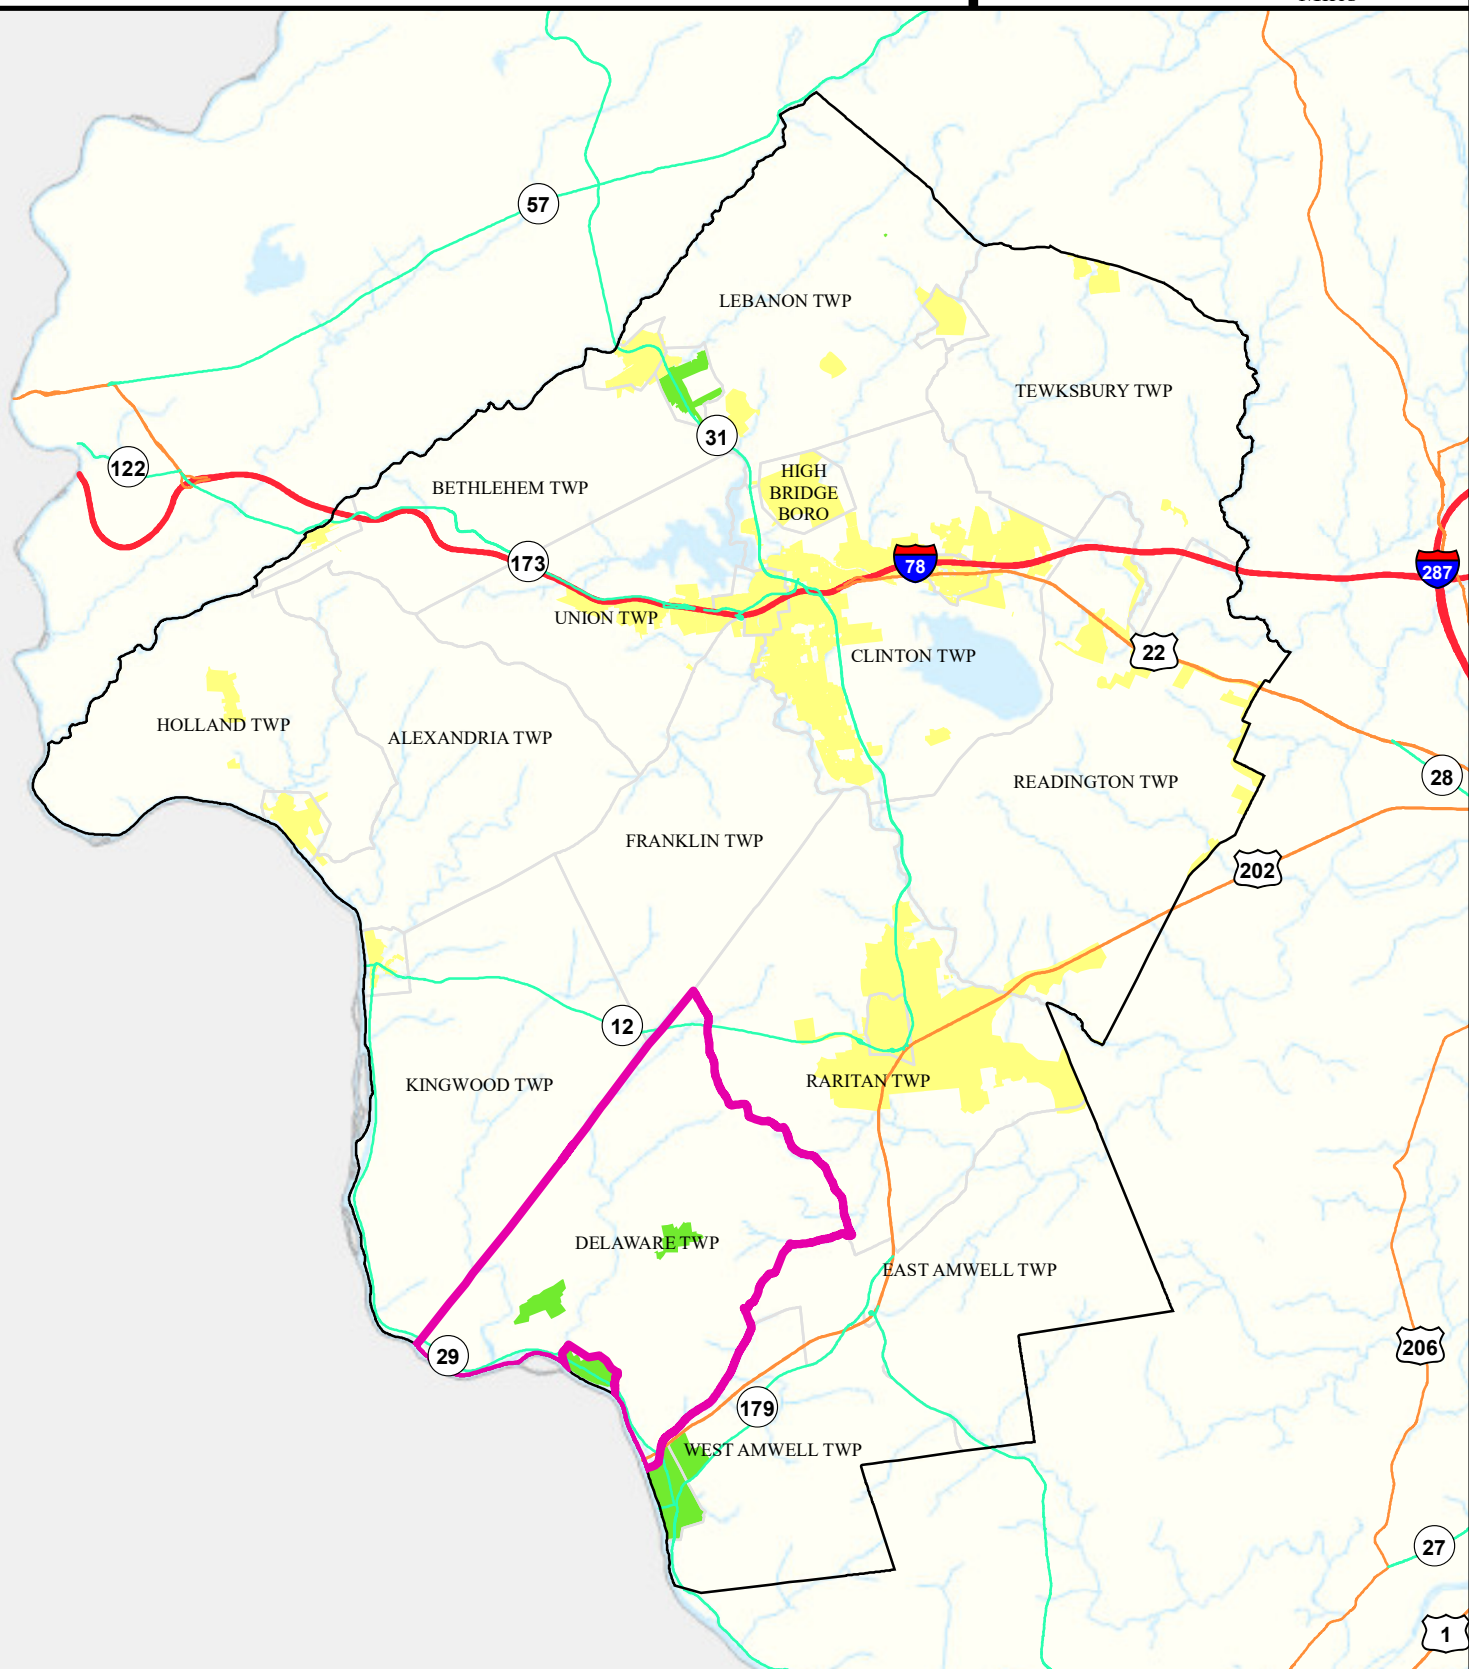 57
LEBANON TWP
TEWKSBURY TWP
31
122
HIGH
BRIDGE
BORO
BETHLEHEM TWP
173
78
287
UNION TWP
CLINTON TWP
22
HOLLAND TWP
ALEXANDRIA TWP
28
READINGTON TWP
FRANKLIN TWP
202
12
KINGWOOD TWP
RARITAN TWP
DELAWARE TWP
EAST AMWELL TWP
29
206
179
WEST AMWELL TWP
27
1